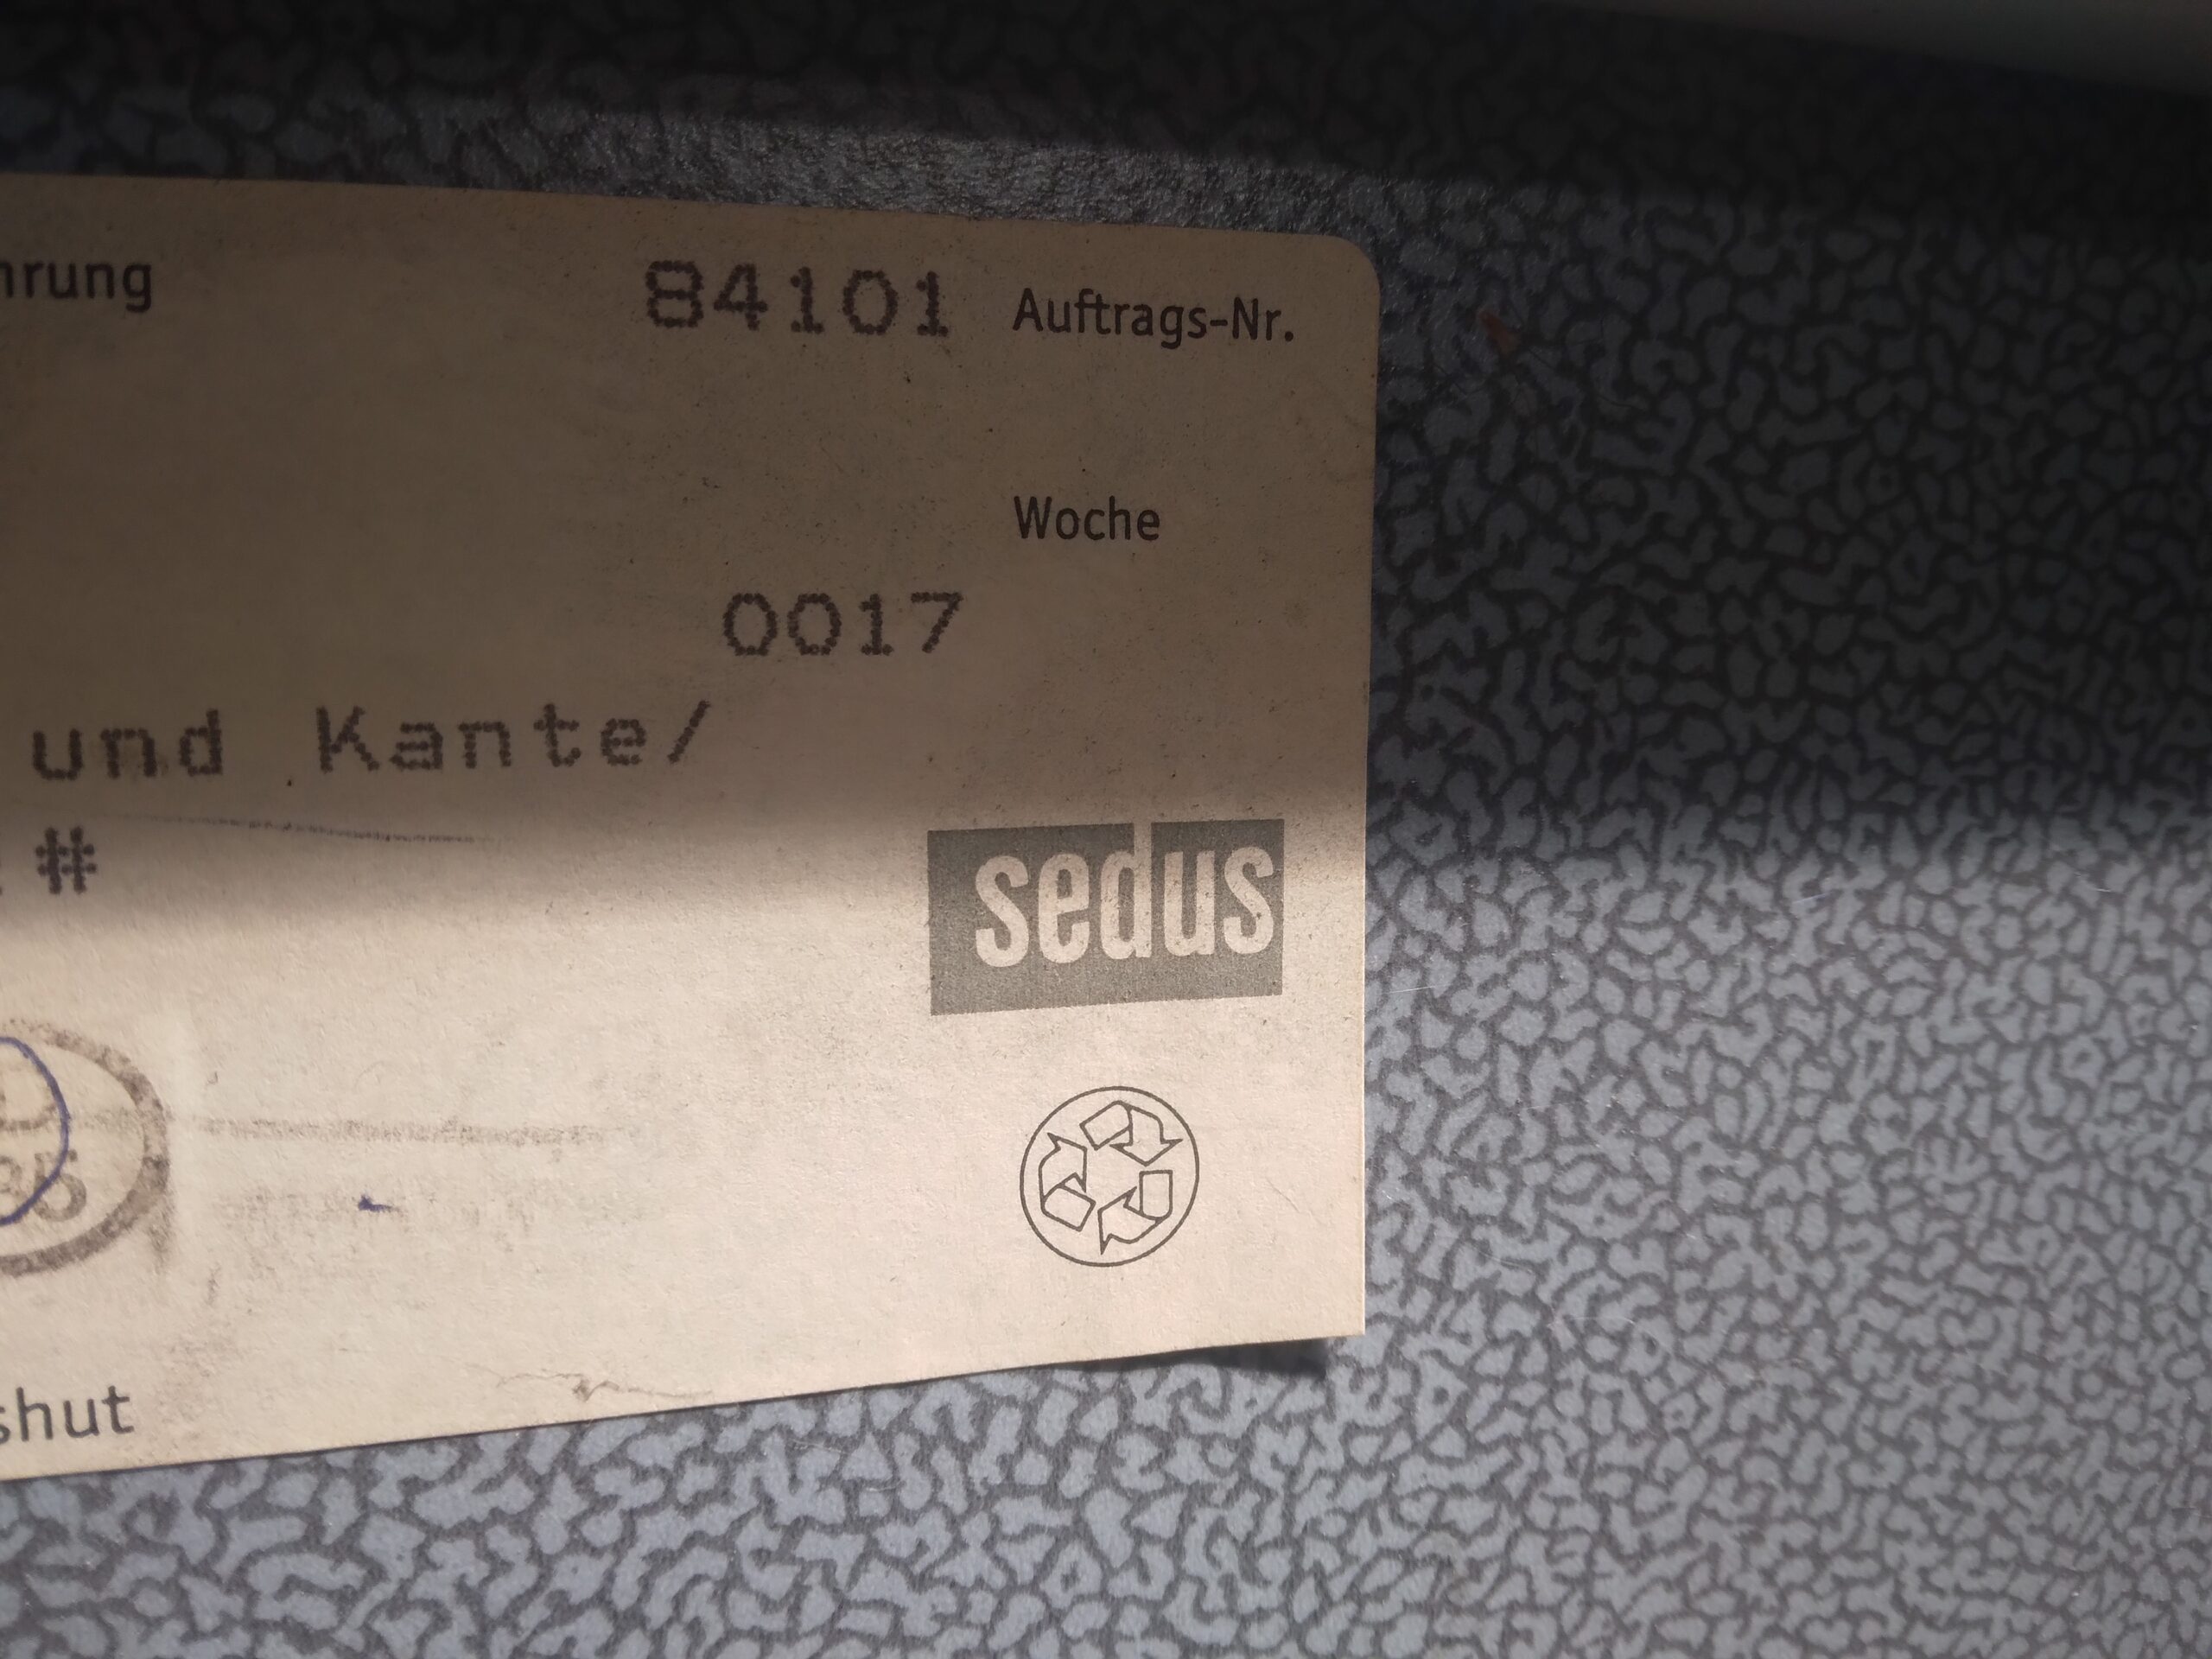 hrung 84101 Auftrags-Nr.
Woche
0017
und Kante/
#
sedus
shut